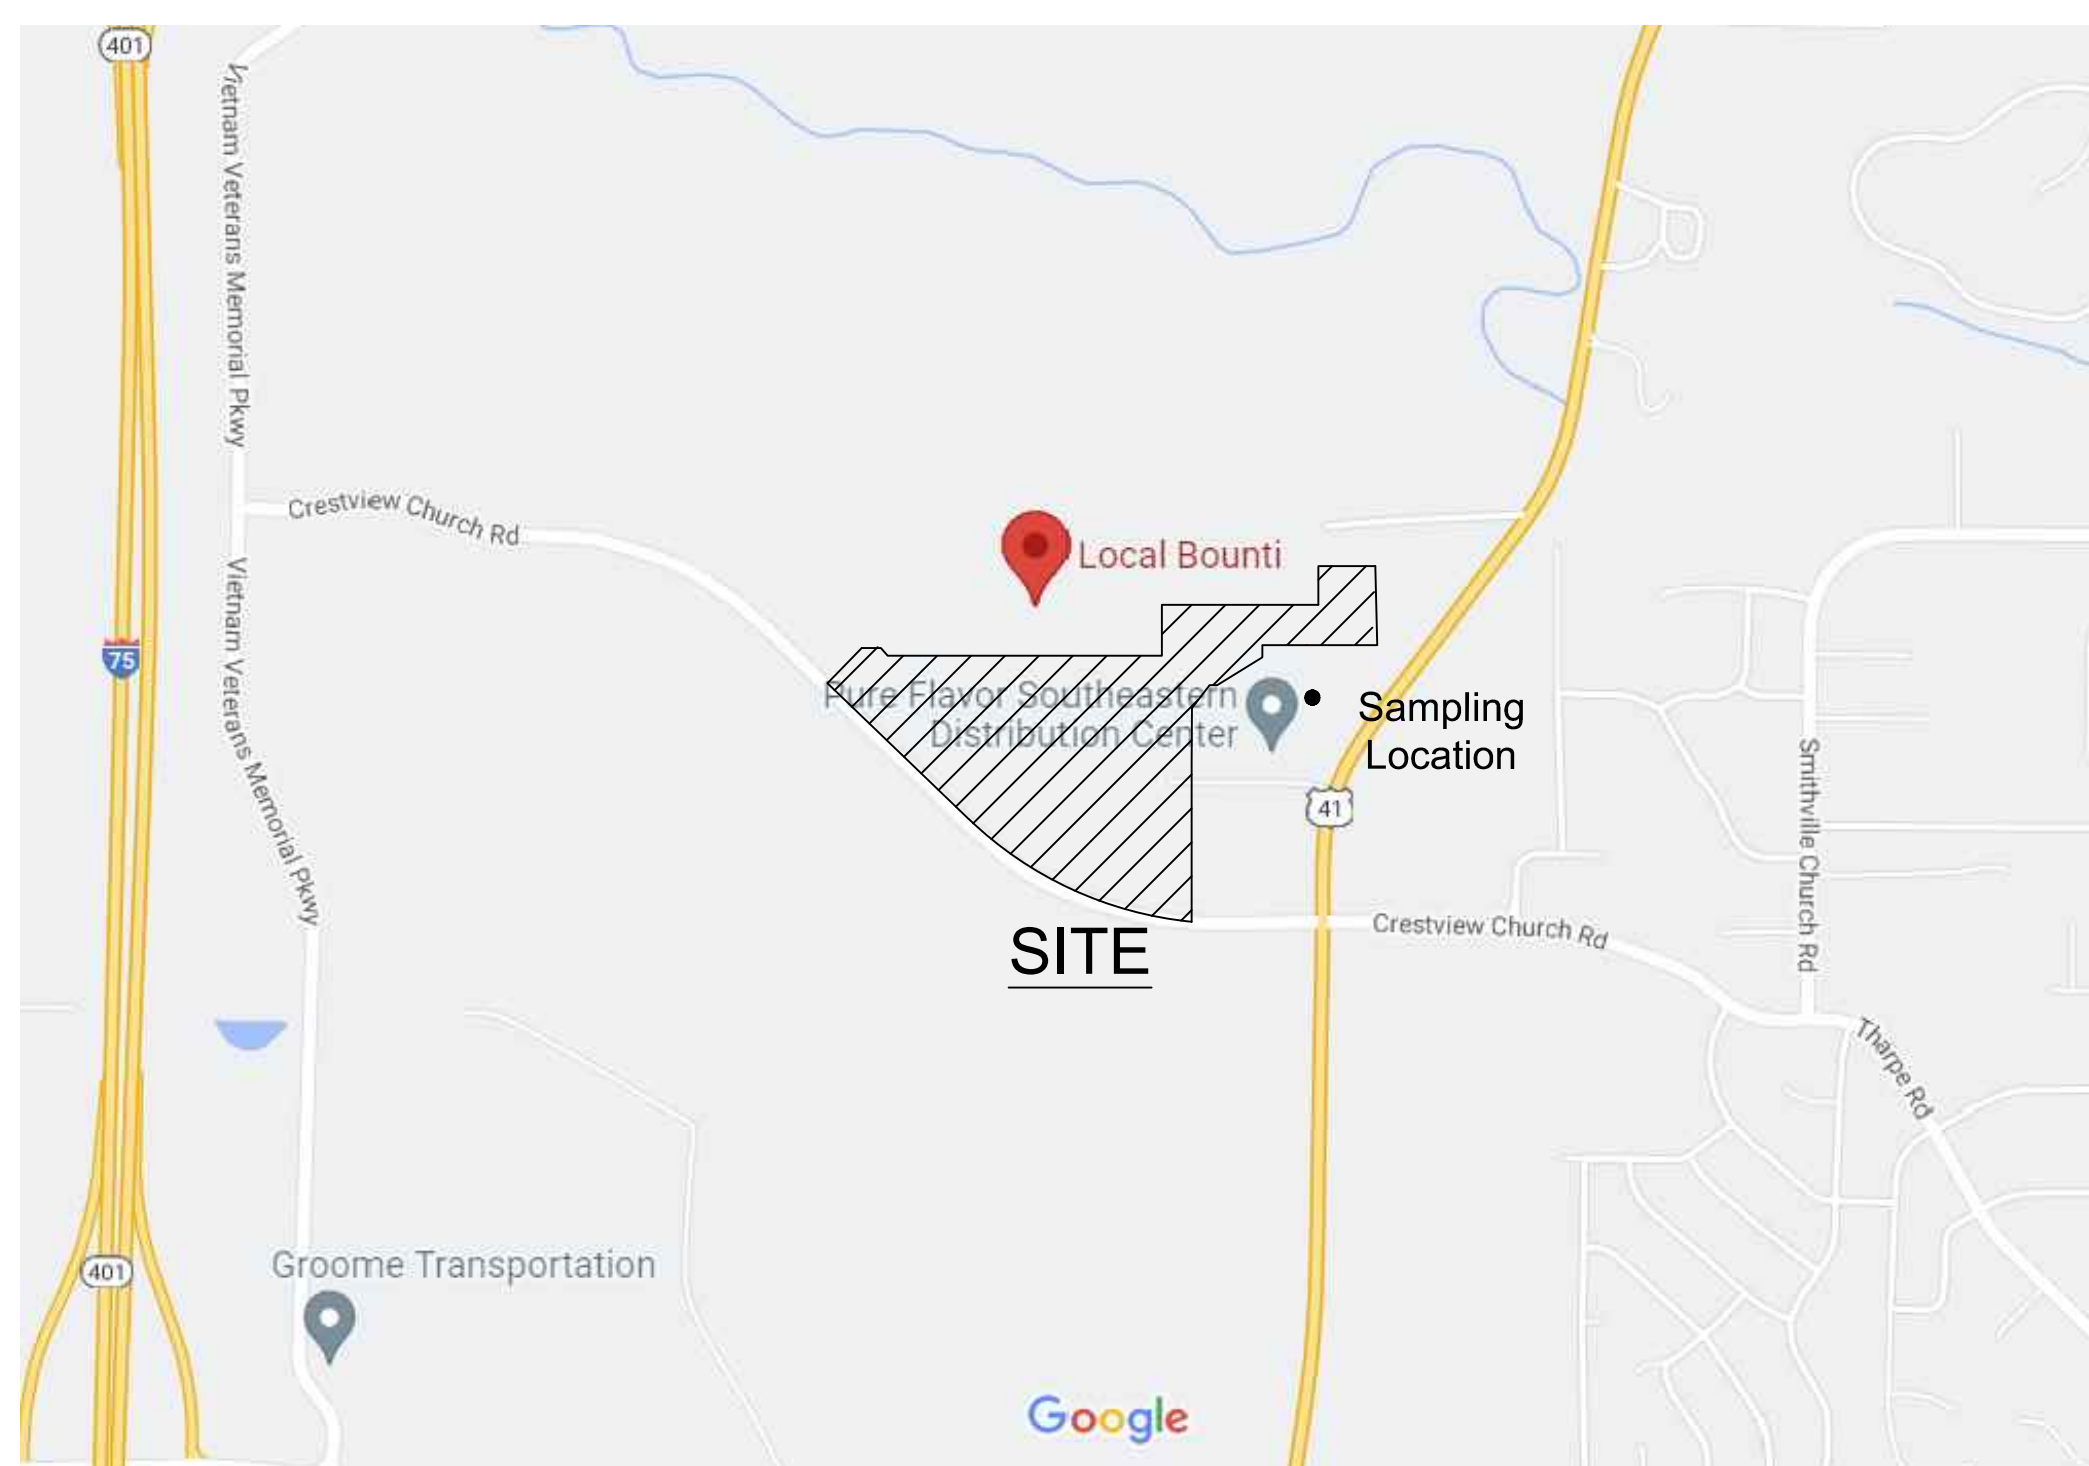 401
Vietnam Veterans Memorial Pkwy
Crestview Church Rd
Local Bounti
Vietnam Veterans Memorial Pkwy
75
Pure Flavor Southeastern
Distribution Center
Sampling
Location
41
Smithville Church Rd
SITE
Crestview Church Rd
Tharpe Rd
401
Groome Transportation
Google